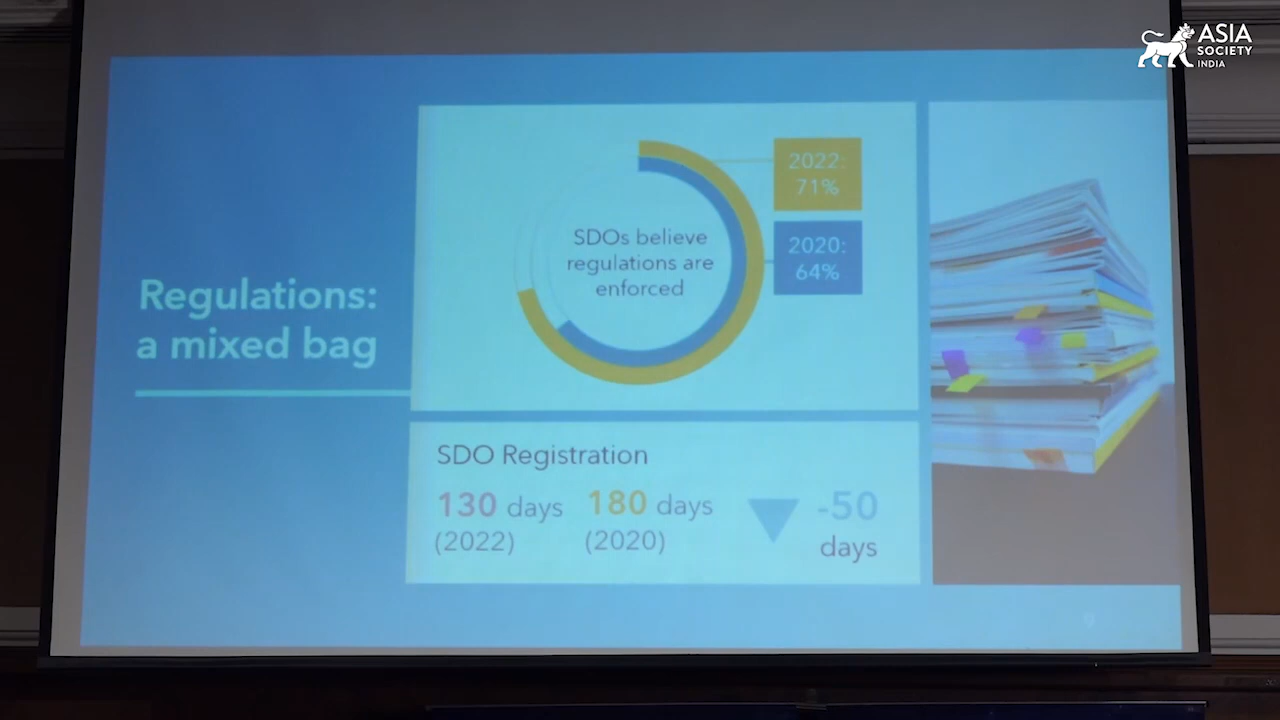 ASIA
SOCIETY
INDIA
Regulations:
a mixed bag
SDOs believe
regulations are
enforced
2022:
71%
2020:
64%
SDO Registration
130 days
(2022)
180 days
(2020)
-50
days